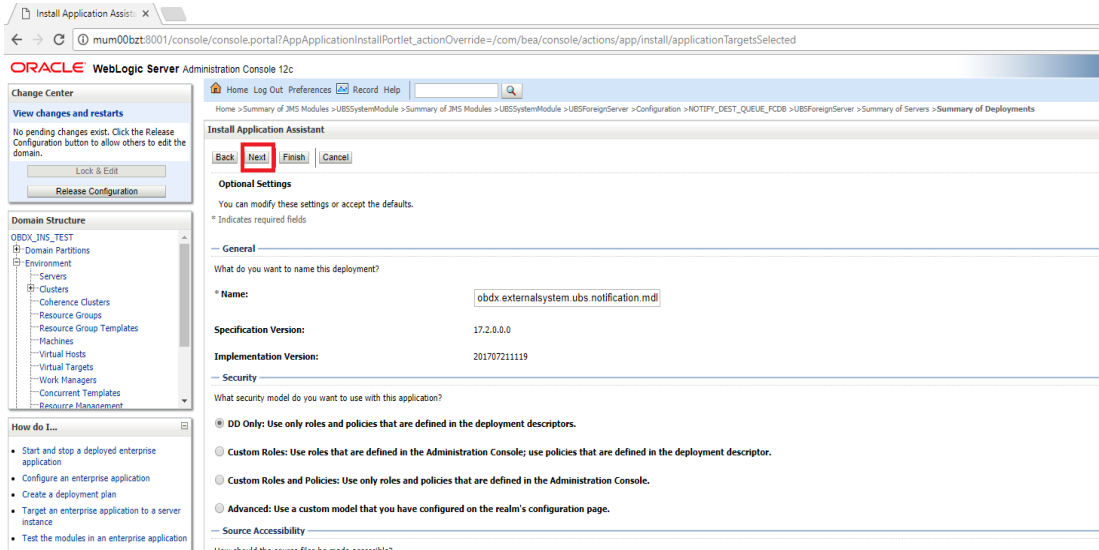 Install Application Assist
mum00bzt:8001/console/console.portal?AppApplicationInstallPortlet_actionOverride=/com/bea/console/actions/app/install/applicationTargetsSelected
ORACLE WebLogic Server Administration Console 12c
Change Center
View changes and restarts
No pending changes exist. Click the Release
Configuration button to allow others to edit the
domain.
Lock & Edit
Release Configuration
Domain Structure
OBDX_INS_TEST
Domain Partitions
Environment
Servers
Clusters
Coherence Clusters
Resource Groups
Resource Group Templates
Machines
Virtual Hosts
Virtual Targets
Work Managers
Concurrent Templates
Resource Management
How do I...
Start and stop a deployed enterprise
application
Configure an enterprise application
Create a deployment plan
Target an enterprise application to a server
instance
Test the modules in an enterprise application
Home Log Out Preferences Record Help
Home >Summary of JMS Modules >UBSSystemModule >Summary of JMS Modules >UBSSystemModule >UBSForeignServer >Configuration >NOTIFY_DEST_QUEUE_FCDB >UBSForeignServer >Summary of Servers >Summary of Deployments
Install Application Assistant
Back Next Finish Cancel
Optional Settings
You can modify these settings or accept the defaults.
* Indicates required fields
General
What do you want to name this deployment?
* Name: obdx.externalsystem.ubs.notification.mdl
Specification Version: 17.2.0.0.0
Implementation Version: 201707211119
Security
What security model do you want to use with this application?
DD Only: Use only roles and policies that are defined in the deployment descriptors.
Custom Roles: Use roles that are defined in the Administration Console; use policies that are defined in the deployment descriptor.
Custom Roles and Policies: Use only roles and policies that are defined in the Administration Console.
Advanced: Use a custom model that you have configured on the realm's configuration page.
Source Accessibility
How should the source files be made accessible?